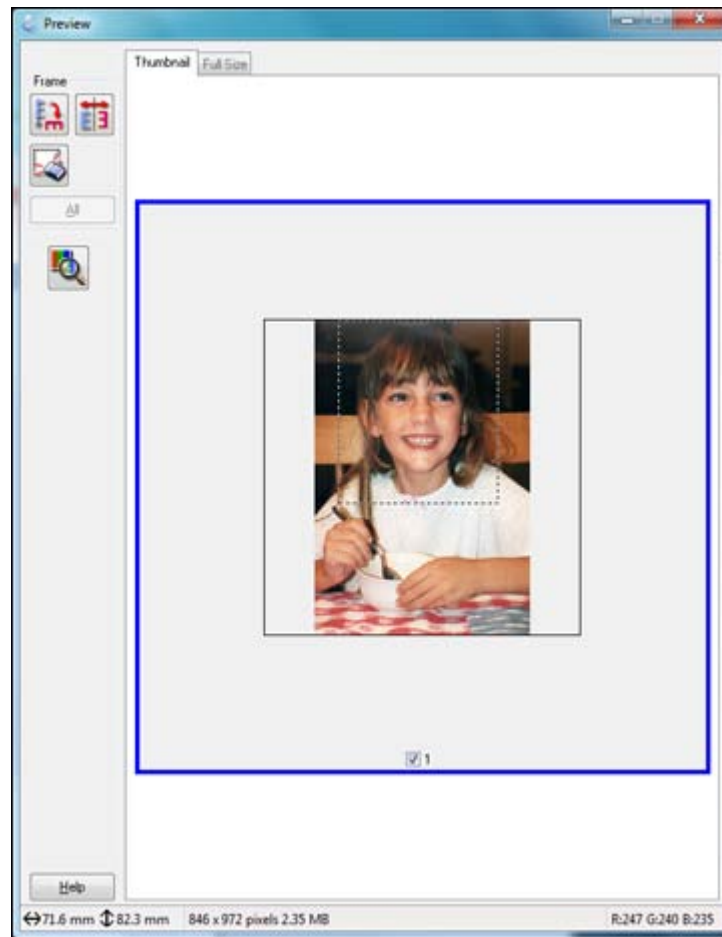 Preview
Thumbnail
Full Size
Frame
All
1
Help
71.6 mm 82.3 mm 846 x 972 pixels 2.35 MB R:247 G:240 B:235